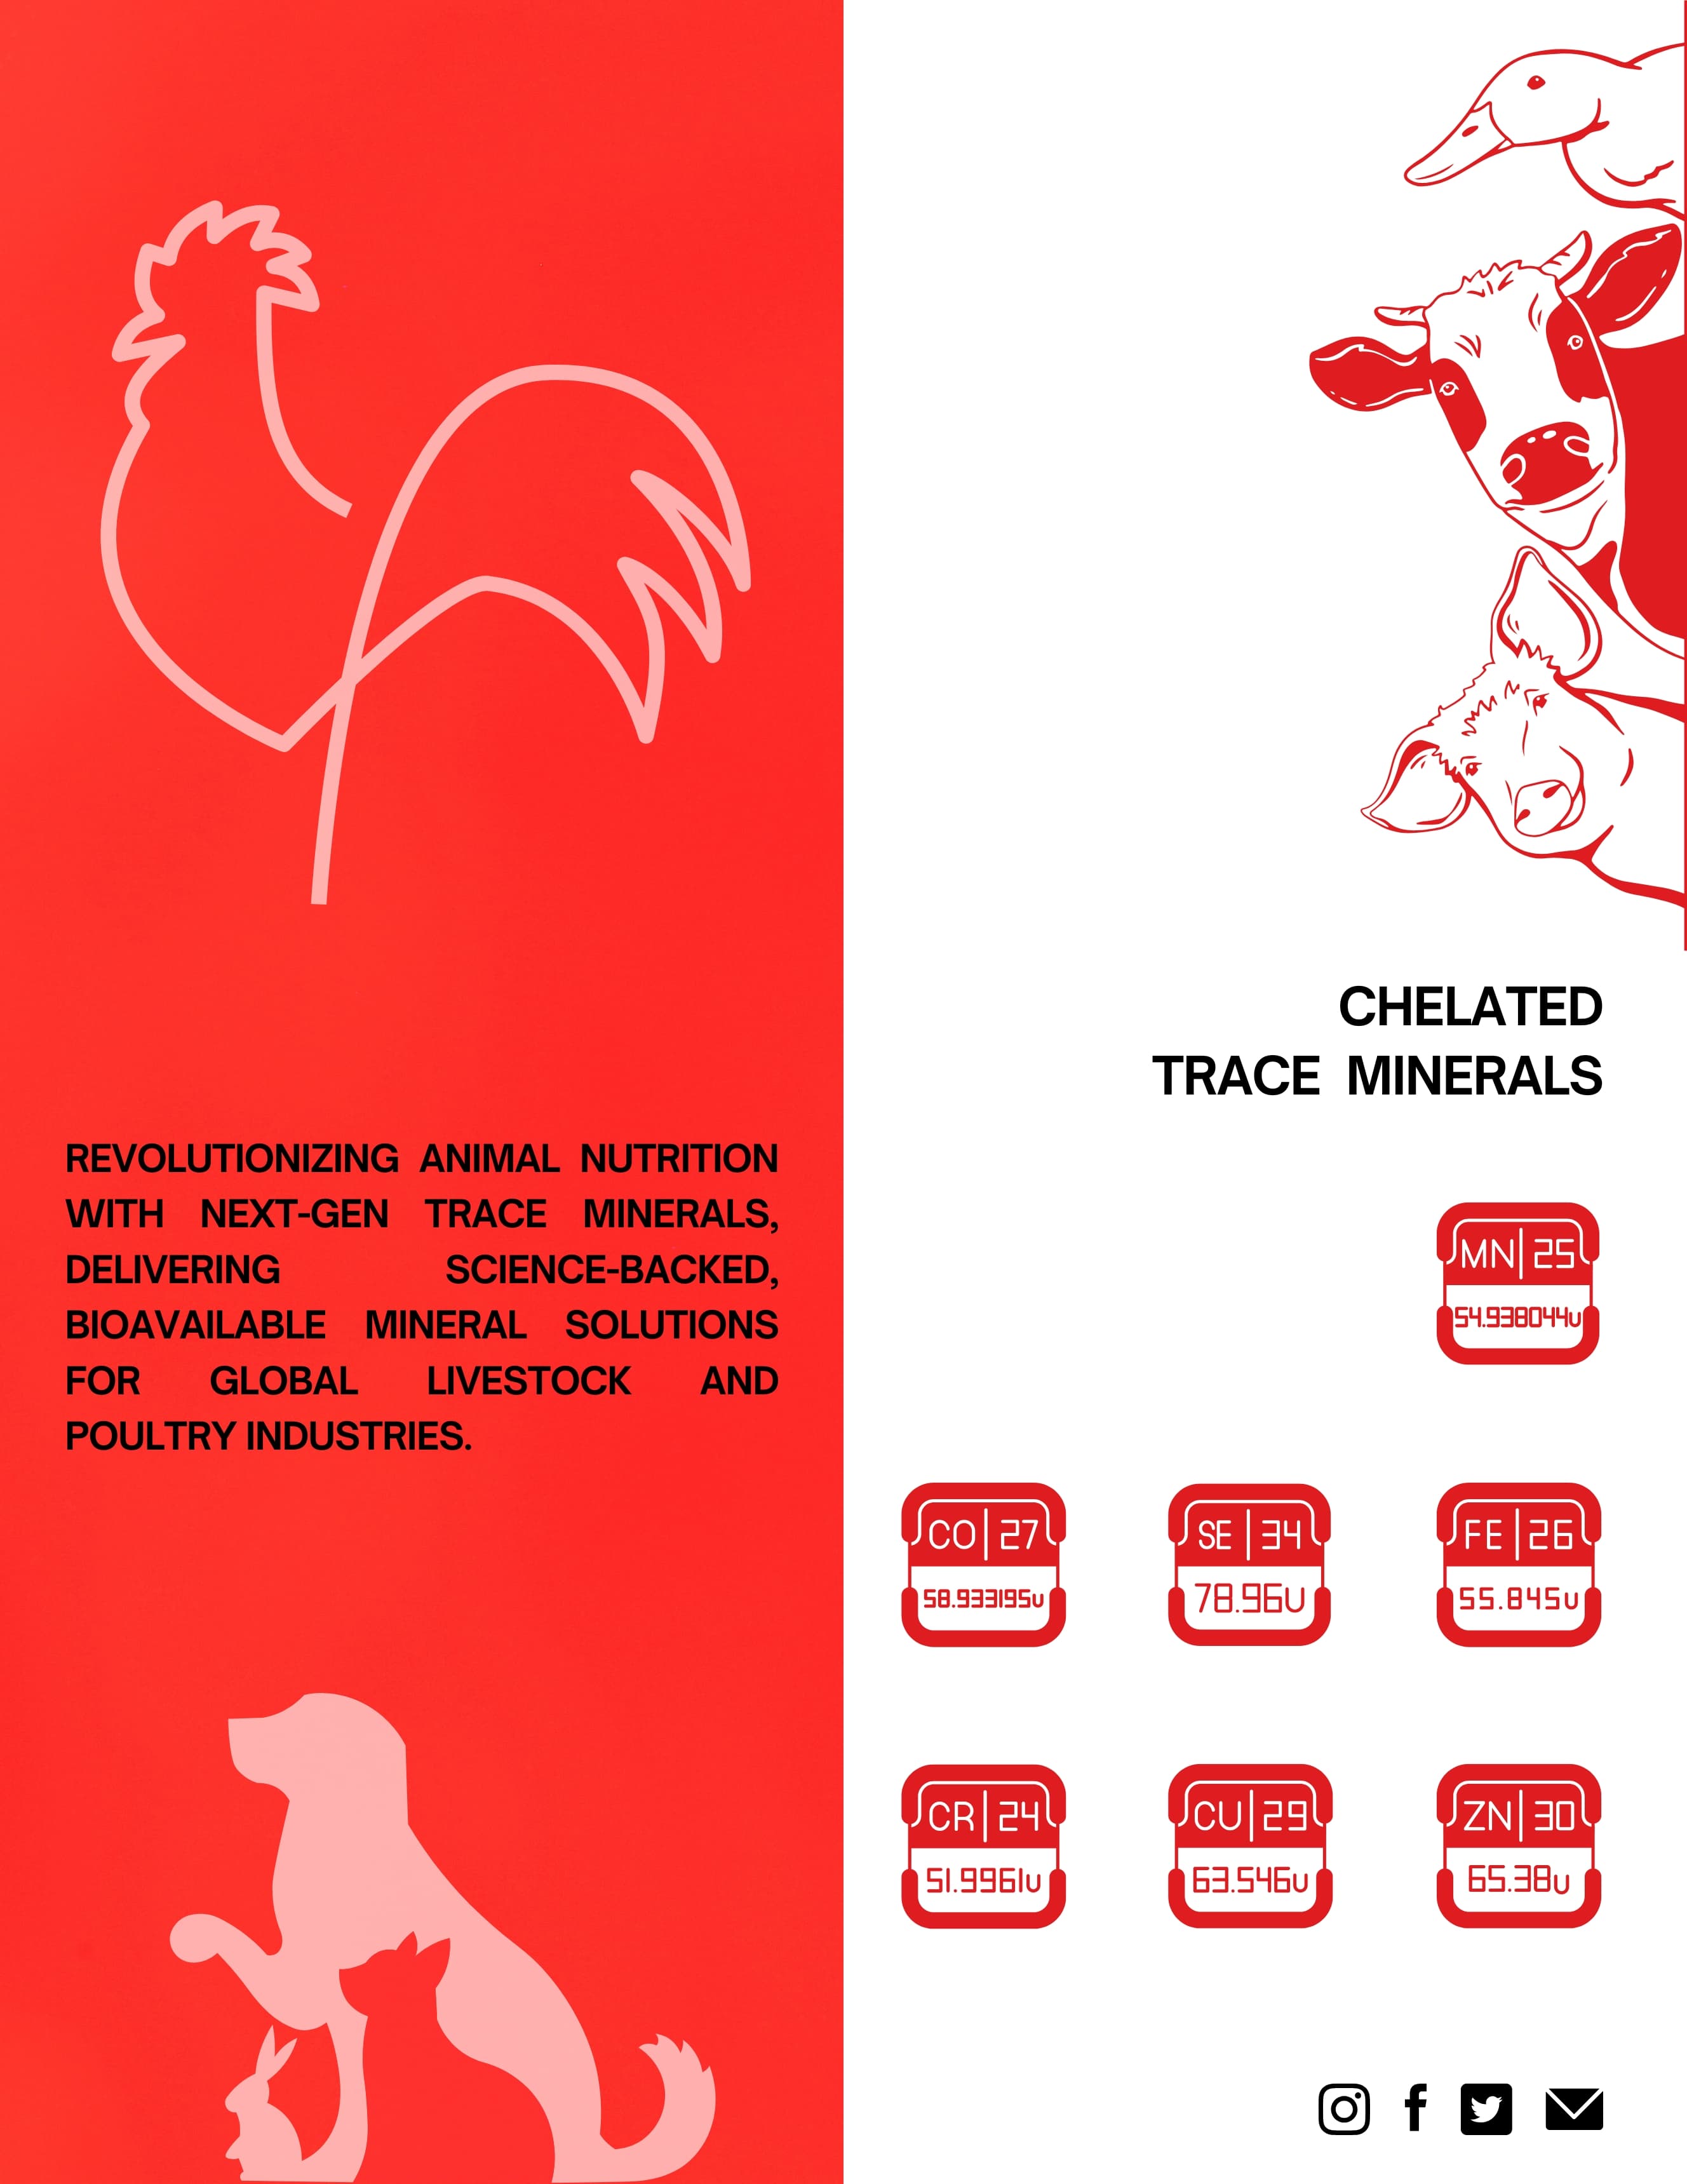 REVOLUTIONIZING ANIMAL NUTRITION
WITH NEXT-GEN TRACE MINERALS,
DELIVERING SCIENCE-BACKED,
BIOAVAILABLE MINERAL SOLUTIONS
FOR GLOBAL LIVESTOCK AND
POULTRY INDUSTRIES.
CHELATED
TRACE MINERALS
MN|25
54.938044u
CO|27
58.933195u
SE|34
78.96U
FE|26
55.845u
CR|24
51.9961u
CU|29
63.546u
ZN|30
65.38u